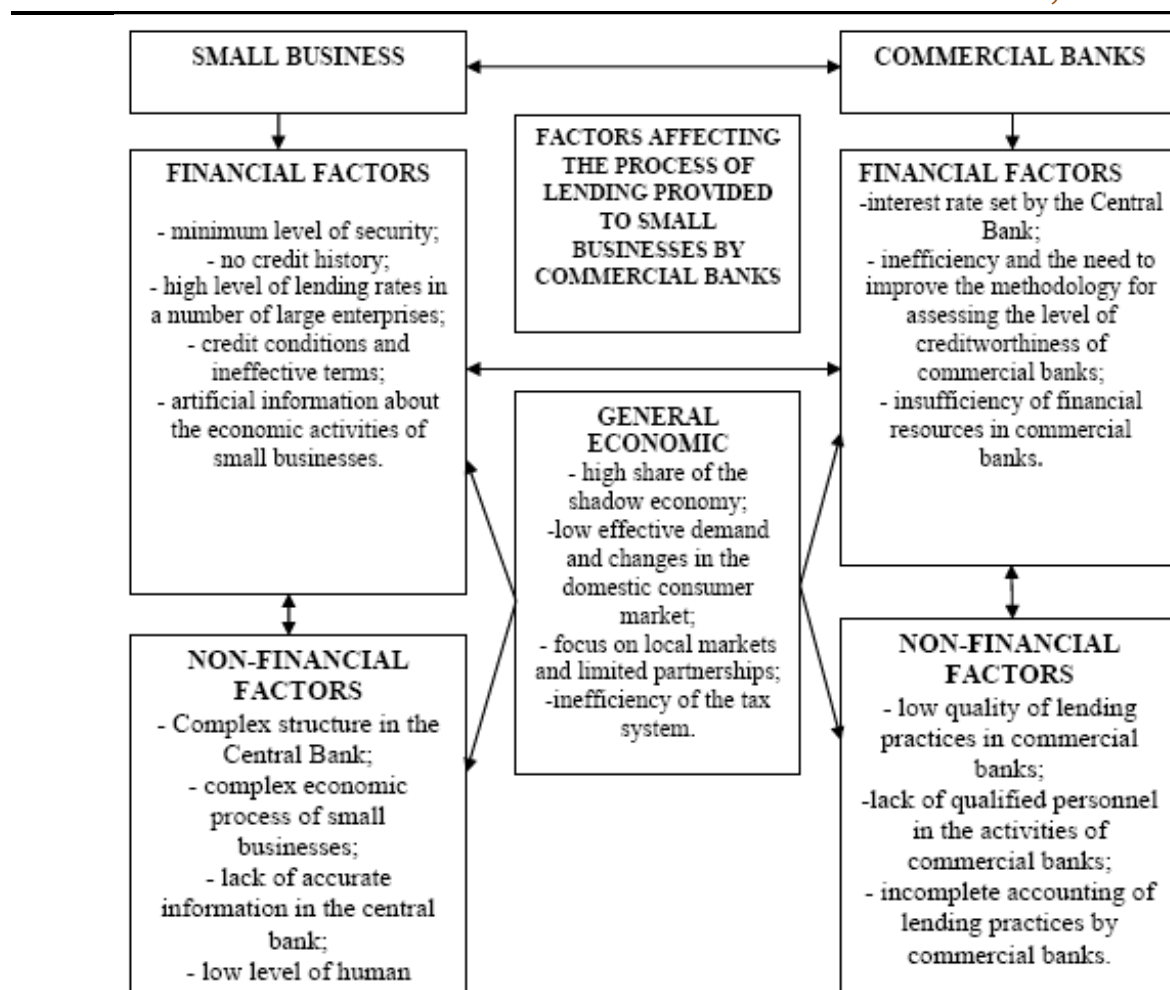 SMALL BUSINESS
COMMERCIAL BANKS
FACTORS AFFECTING
THE PROCESS OF
LENDING PROVIDED
TO SMALL
BUSINESSES BY
COMMERCIAL BANKS
FINANCIAL FACTORS
- minimum level of security;
- no credit history;
- high level of lending rates in
a number of large enterprises;
- credit conditions and
ineffective terms;
- artificial information about
the economic activities of
small businesses.
FINANCIAL FACTORS
-interest rate set by the Central
Bank;
- inefficiency and the need to
improve the methodology for
assessing the level of
creditworthiness of
commercial banks;
- insufficiency of financial
resources in commercial
banks.
GENERAL
ECONOMIC
- high share of the
shadow economy;
-low effective demand
and changes in the
domestic consumer
market;
- focus on local markets
and limited partnerships;
-inefficiency of the tax
system.
NON-FINANCIAL
FACTORS
- Complex structure in the
Central Bank;
- complex economic
process of small
businesses;
- lack of accurate
information in the central
bank;
- low level of human
NON-FINANCIAL
FACTORS
- low quality of lending
practices in commercial
banks;
-lack of qualified personnel
in the activities of
commercial banks;
- incomplete accounting of
lending practices by
commercial banks.